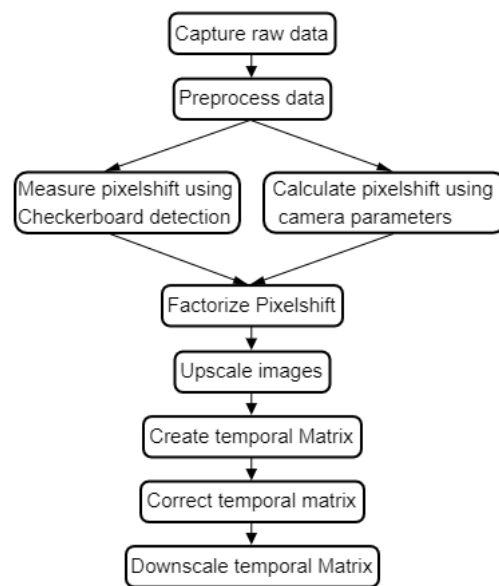 Capture raw data
Preprocess data
Measure pixelshift using
Checkerboard detection
Calculate pixelshift using
camera parameters
Factorize Pixelshift
Upscale images
Create temporal Matrix
Correct temporal matrix
Downscale temporal Matrix